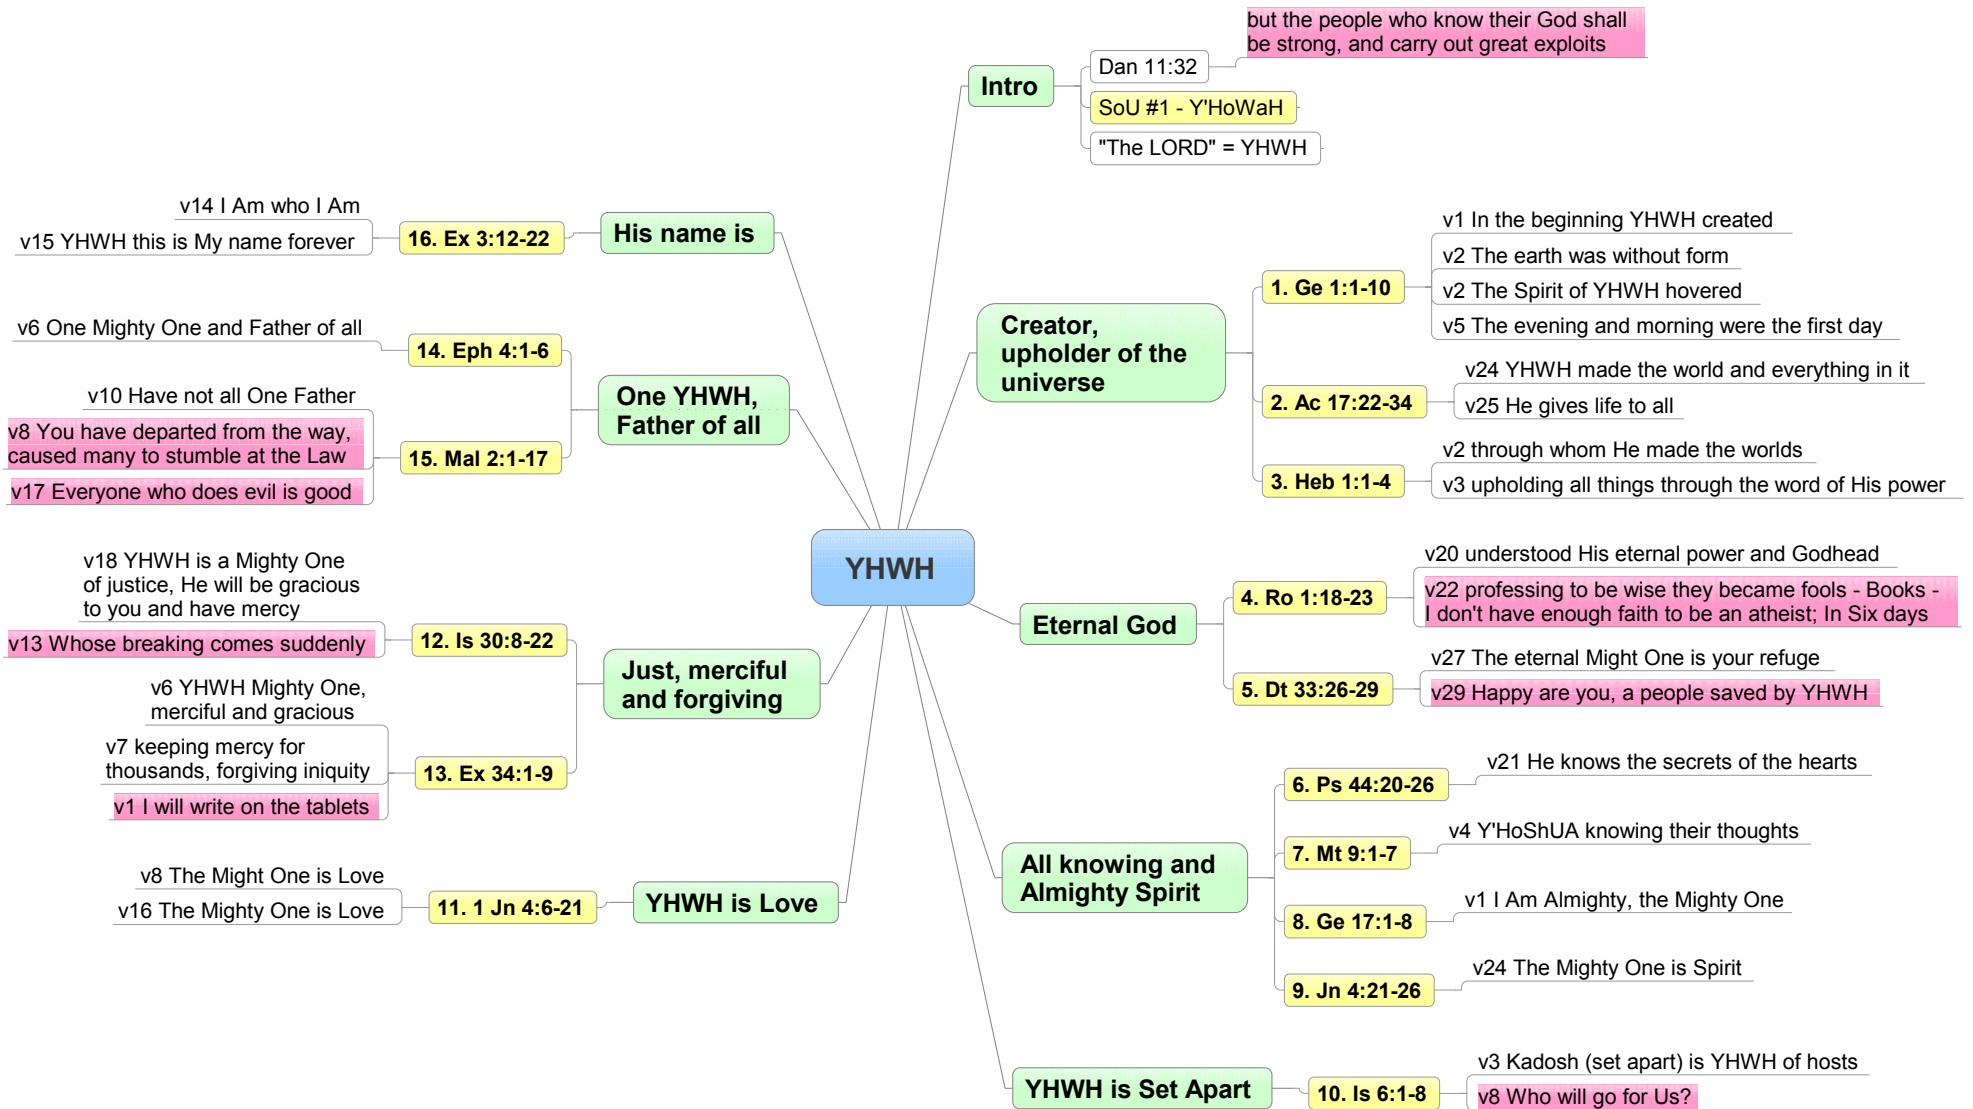 YHWH
Intro
Dan 11:32
but the people who know their God shall
be strong, and carry out great exploits
SoU #1 - Y'HoWaH
"The LORD" = YHWH
Creator,
upholder of the
universe
1. Ge 1:1-10
v1 In the beginning YHWH created
v2 The earth was without form
v2 The Spirit of YHWH hovered
v5 The evening and morning were the first day
2. Ac 17:22-34
v24 YHWH made the world and everything in it
v25 He gives life to all
3. Heb 1:1-4
v2 through whom He made the worlds
v3 upholding all things through the word of His power
Eternal God
4. Ro 1:18-23
v20 understood His eternal power and Godhead
v22 professing to be wise they became fools - Books -
I don't have enough faith to be an atheist; In Six days
5. Dt 33:26-29
v27 The eternal Might One is your refuge
v29 Happy are you, a people saved by YHWH
All knowing and
Almighty Spirit
6. Ps 44:20-26
v21 He knows the secrets of the hearts
7. Mt 9:1-7
v4 Y'HoShUA knowing their thoughts
8. Ge 17:1-8
v1 I Am Almighty, the Mighty One
9. Jn 4:21-26
v24 The Mighty One is Spirit
YHWH is Set Apart
10. Is 6:1-8
v3 Kadosh (set apart) is YHWH of hosts
v8 Who will go for Us?
YHWH is Love
11. 1 Jn 4:6-21
v8 The Might One is Love
v16 The Mighty One is Love
Just, merciful
and forgiving
12. Is 30:8-22
v18 YHWH is a Mighty One
of justice, He will be gracious
to you and have mercy
v13 Whose breaking comes suddenly
13. Ex 34:1-9
v6 YHWH Mighty One,
merciful and gracious
v7 keeping mercy for
thousands, forgiving iniquity
v1 I will write on the tablets
One YHWH,
Father of all
14. Eph 4:1-6
v6 One Mighty One and Father of all
15. Mal 2:1-17
v10 Have not all One Father
v8 You have departed from the way,
caused many to stumble at the Law
v17 Everyone who does evil is good
His name is
16. Ex 3:12-22
v14 I Am who I Am
v15 YHWH this is My name forever